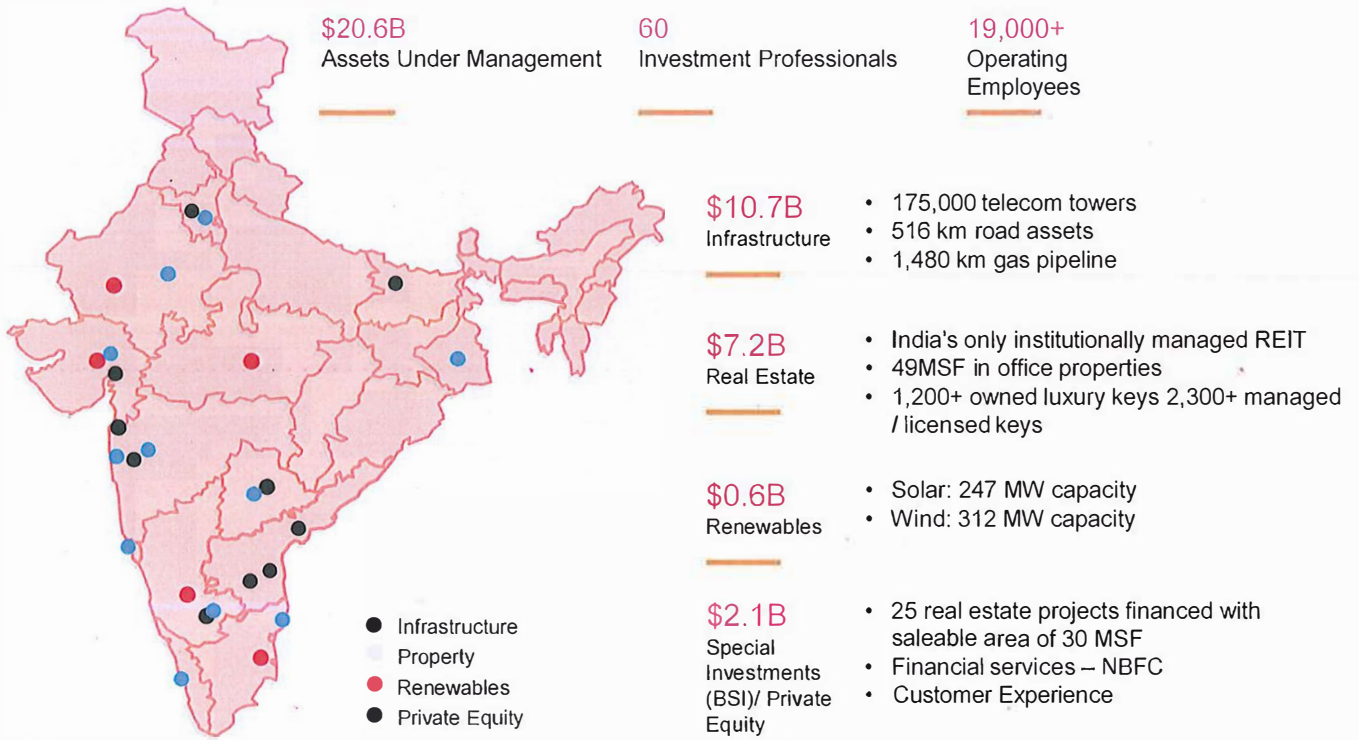 $20.6B
Assets Under Management
60
Investment Professionals
19,000+
Operating
Employees
$10.7B
Infrastructure
• 175,000 telecom towers
• 516 km road assets
• 1,480 km gas pipeline
$7.2B
Real Estate
• India's only institutionally managed REIT
• 49MSF in office properties
• 1,200+ owned luxury keys 2,300+ managed
/ licensed keys
$0.6B
Renewables
• Solar: 247 MW capacity
• Wind: 312 MW capacity
$2.1B
Special
Investments
(BSI)/ Private
Equity
• 25 real estate projects financed with
saleable area of 30 MSF
• Financial services – NBFC
• Customer Experience
Infrastructure
Property
Renewables
Private Equity